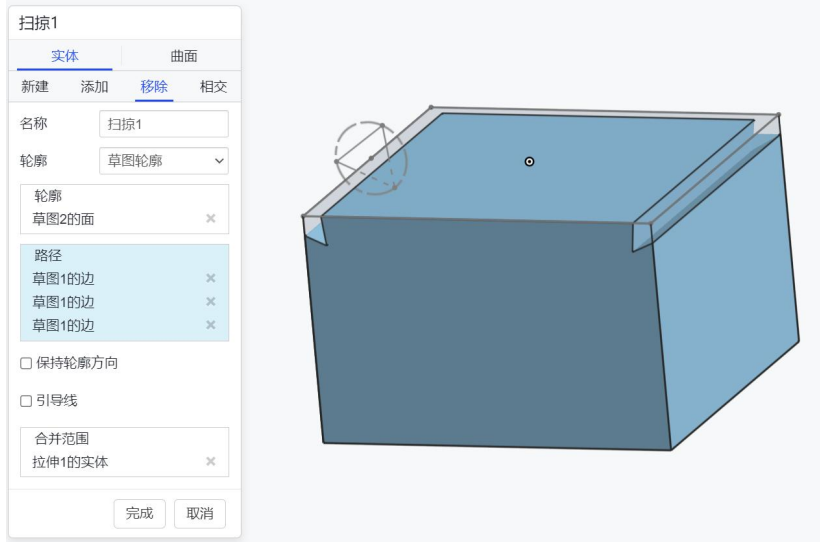 扫掠1
实体 曲面
新建 添加 移除 相交
名称 扫掠1
轮廓 草图轮廓
轮廓
草图2的面
路径
草图1的边
草图1的边
草图1的边
保持轮廓方向
引导线
合并范围
拉伸1的实体
完成 取消